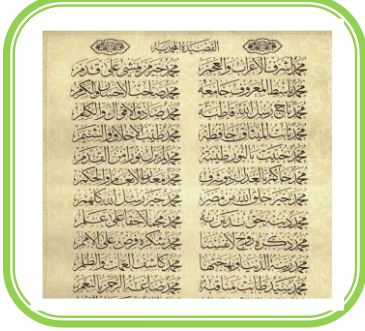 القصيدة المحمدية
محمد أشرف الأعراب والعجم محمد خير من يمشي على قدم
محمد باسط المعروف جامعه محمد صاحب الإحسان والكرم
محمد تاج رسل الله قاطبة محمد صادق الأقوال والكلم
محمد ثابت الميثاق حافظه محمد طيب الأخلاق والشيم
محمد بالنور طينته محمد لم يزل نورا من القدم
محمد حاكم بالعدل ذو شرف محمد معدن الإنعام والحكم
محمد خير خلق الله من مضر محمد خير رسل الله كلهم
محمد دينه حق ندين به محمد حقا على علم
محمد ذكره روح لأنفسنا محمد شكره فرض على الأمم
محمد زينة الدنيا وبهجتها محمد كاشف الغمات والظلم
محمد سيد طابت مناقبه محمد صاغه الرحمن بالنعم